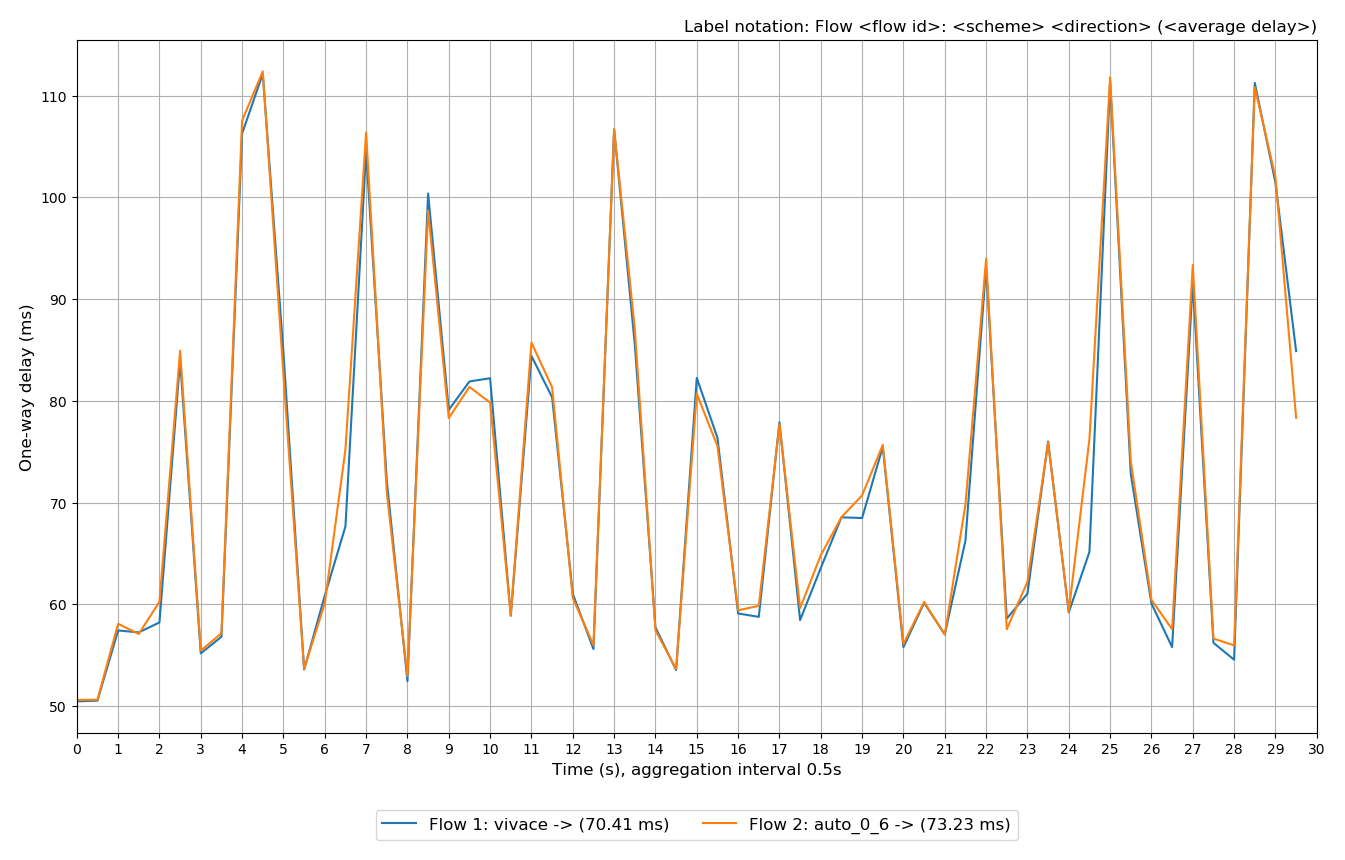 Label notation: Flow <flow id>: <scheme> <direction> (<average delay>)
110
100
90
80
70
60
50
One-way delay (ms)
0 1 2 3 4 5 6 7 8 9 10 11 12 13 14 15 16 17 18 19 20 21 22 23 24 25 26 27 28 29 30
Time (s), aggregation interval 0.5s
Flow 1: vivace -> (70.41 ms) Flow 2: auto_0_6 -> (73.23 ms)